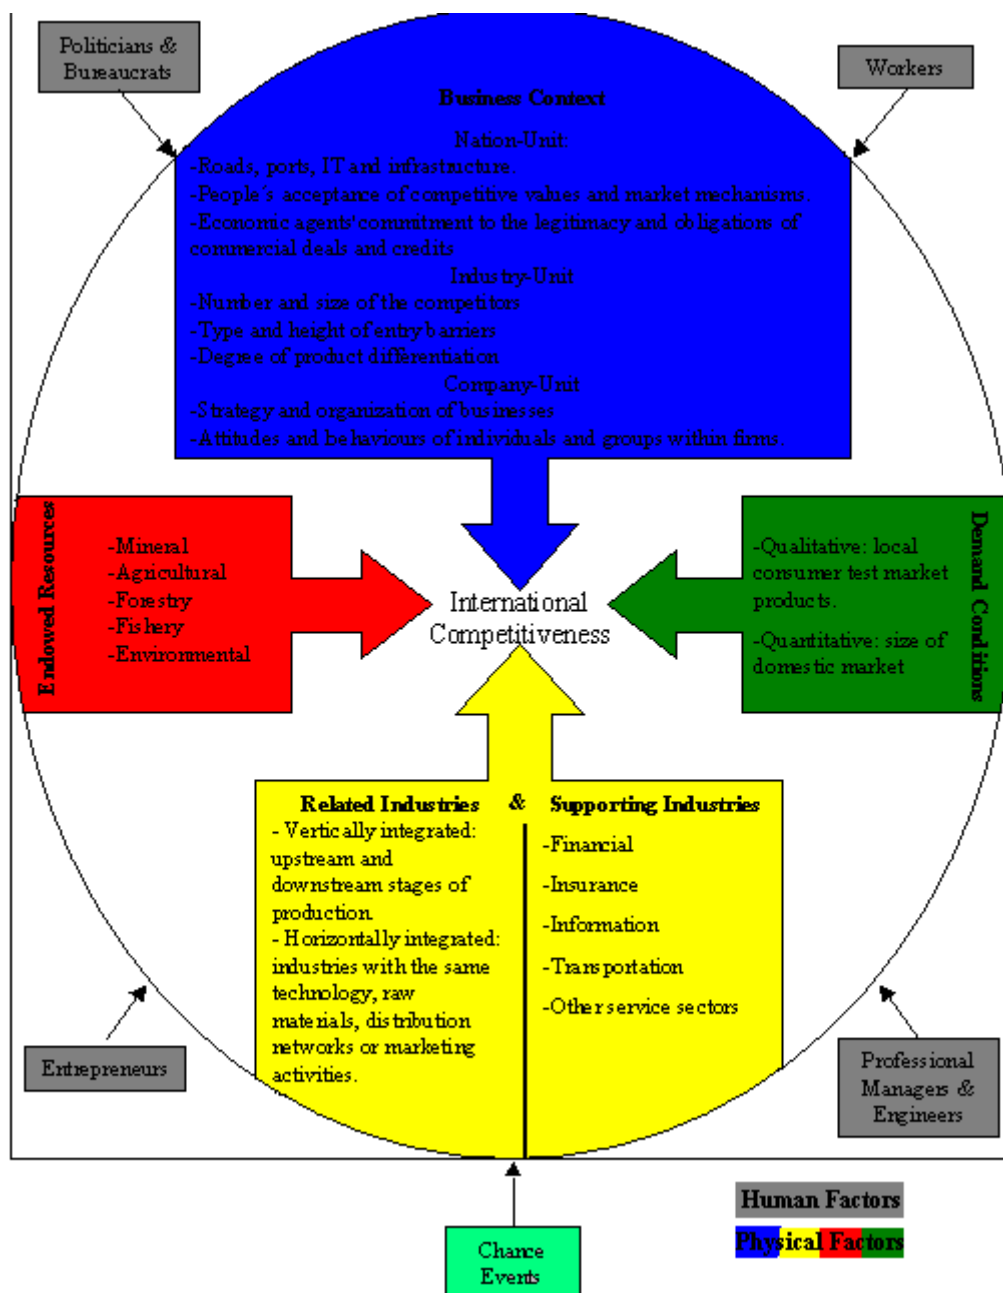 Politicians &
Bureaucrats
Workers
Business Context
Nation-Unit:
-Roads, ports, IT and infrastructure.
-People´s acceptance of competitive values and market mechanisms.
-Economic agents' commitment to the legitimacy and obligations of
commercial deals and credits
Industry-Unit
-Number and size of the competitors
-Type and height of entry barriers
-Degree of product differentiation
Company-Unit
-Strategy and organization of businesses
-Attitudes and behaviours of individuals and groups within firms.
Endowed Resources
-Mineral
-Agricultural
-Forestry
-Fishery
-Environmental
International
Competitiveness
-Qualitative: local
consumer test market
products.
-Quantitative: size of
domestic market
Demand Conditions
Related Industries & Supporting Industries
- Vertically integrated:
upstream and
downstream stages of
production.
- Horizontally integrated:
industries with the same
technology, raw
materials, distribution
networks or marketing
activities.
-Financial
-Insurance
-Information
-Transportation
-Other service sectors
Entrepreneurs
Professional
Managers &
Engineers
Chance
Events
Human Factors
Physical Factors